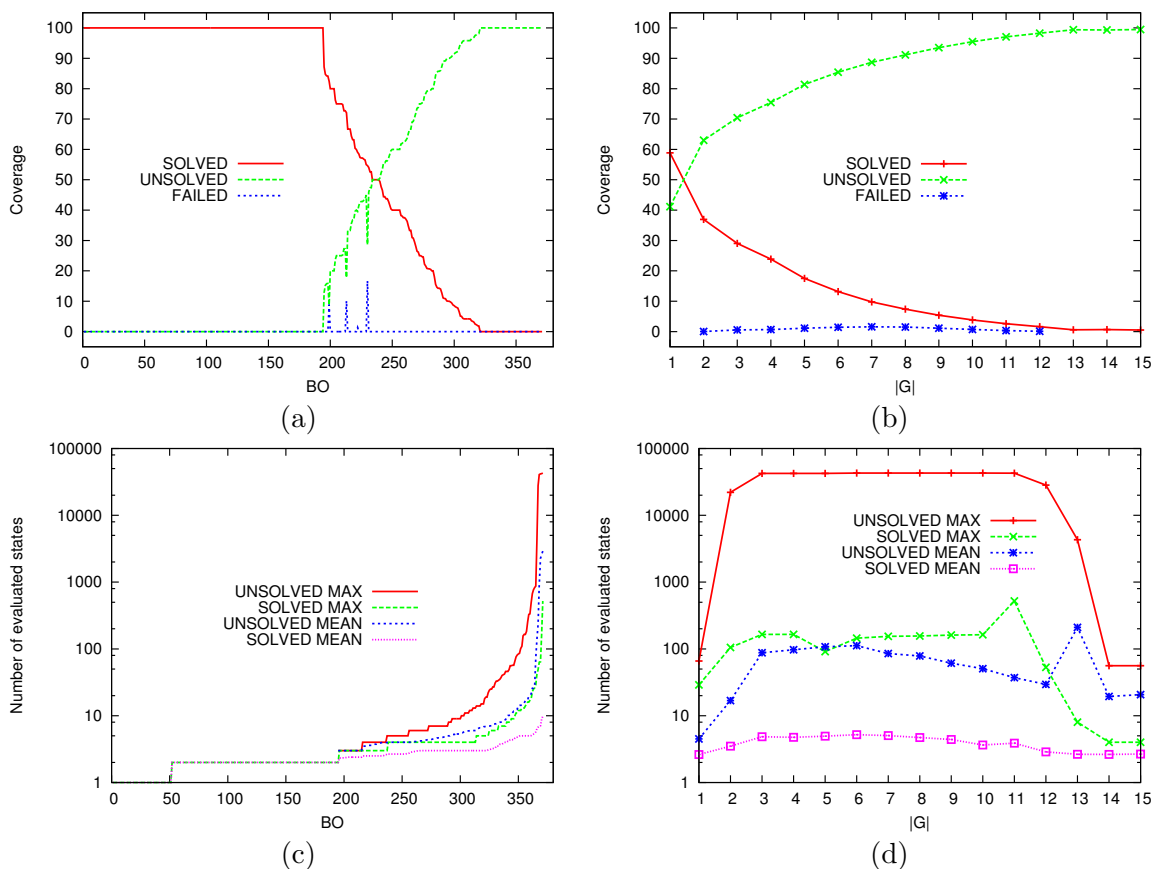 100
80
60
40
20
0
0 50 100 150 200 250 300 350
Coverage
BO
SOLVED
UNSOLVED
FAILED
(a)
100
90
80
70
60
50
40
30
20
10
0
1 2 3 4 5 6 7 8 9 10 11 12 13 14 15
Coverage
|G|
SOLVED
UNSOLVED
FAILED
(b)
100000
10000
1000
100
10
1
0 50 100 150 200 250 300 350
Number of evaluated states
BO
UNSOLVED MAX
SOLVED MAX
UNSOLVED MEAN
SOLVED MEAN
(c)
100000
10000
1000
100
10
1
1 2 3 4 5 6 7 8 9 10 11 12 13 14 15
Number of evaluated states
|G|
UNSOLVED MAX
SOLVED MAX
UNSOLVED MEAN
SOLVED MEAN
(d)